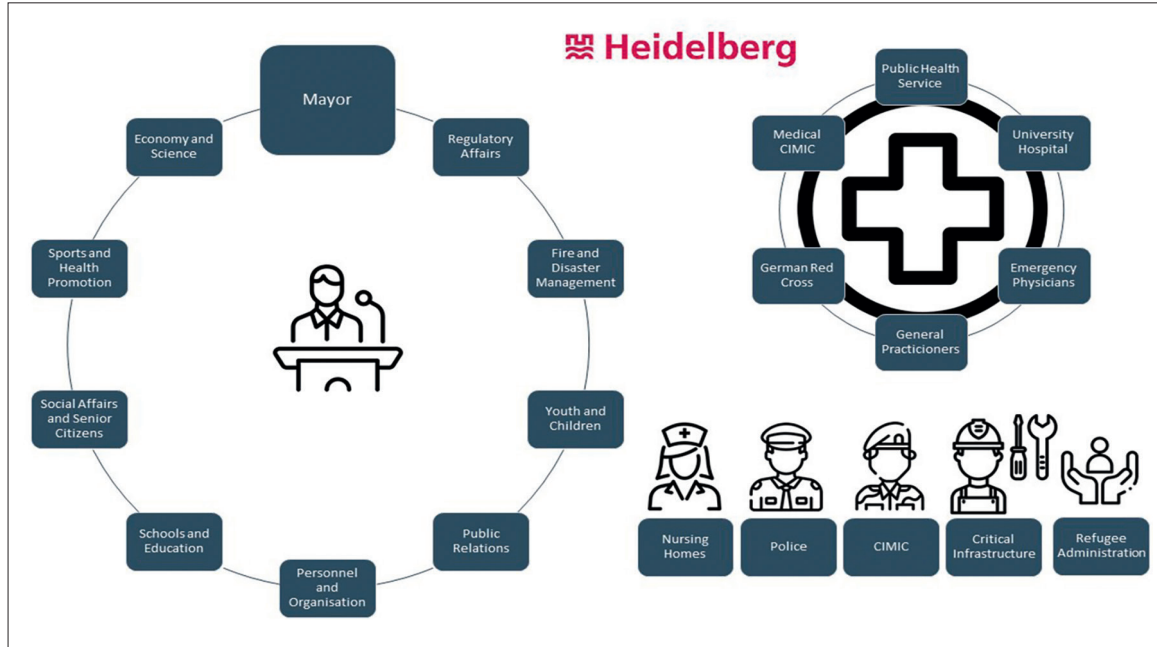 Heidelberg
Mayor
Regulatory
Affairs
Fire and
Disaster
Management
Youth and
Children
Public
Relations
Personnel
and
Organisation
Schools and
Education
Social Affairs
and Senior
Citizens
Sports and
Health
Promotion
Economy and
Science
Public Health
Service
University
Hospital
Emergency
Physicians
General
Practicioners
German Red
Cross
Medical
CIMIC
Nursing
Homes
Police
CIMIC
Critical
Infrastructure
Refugee
Administration